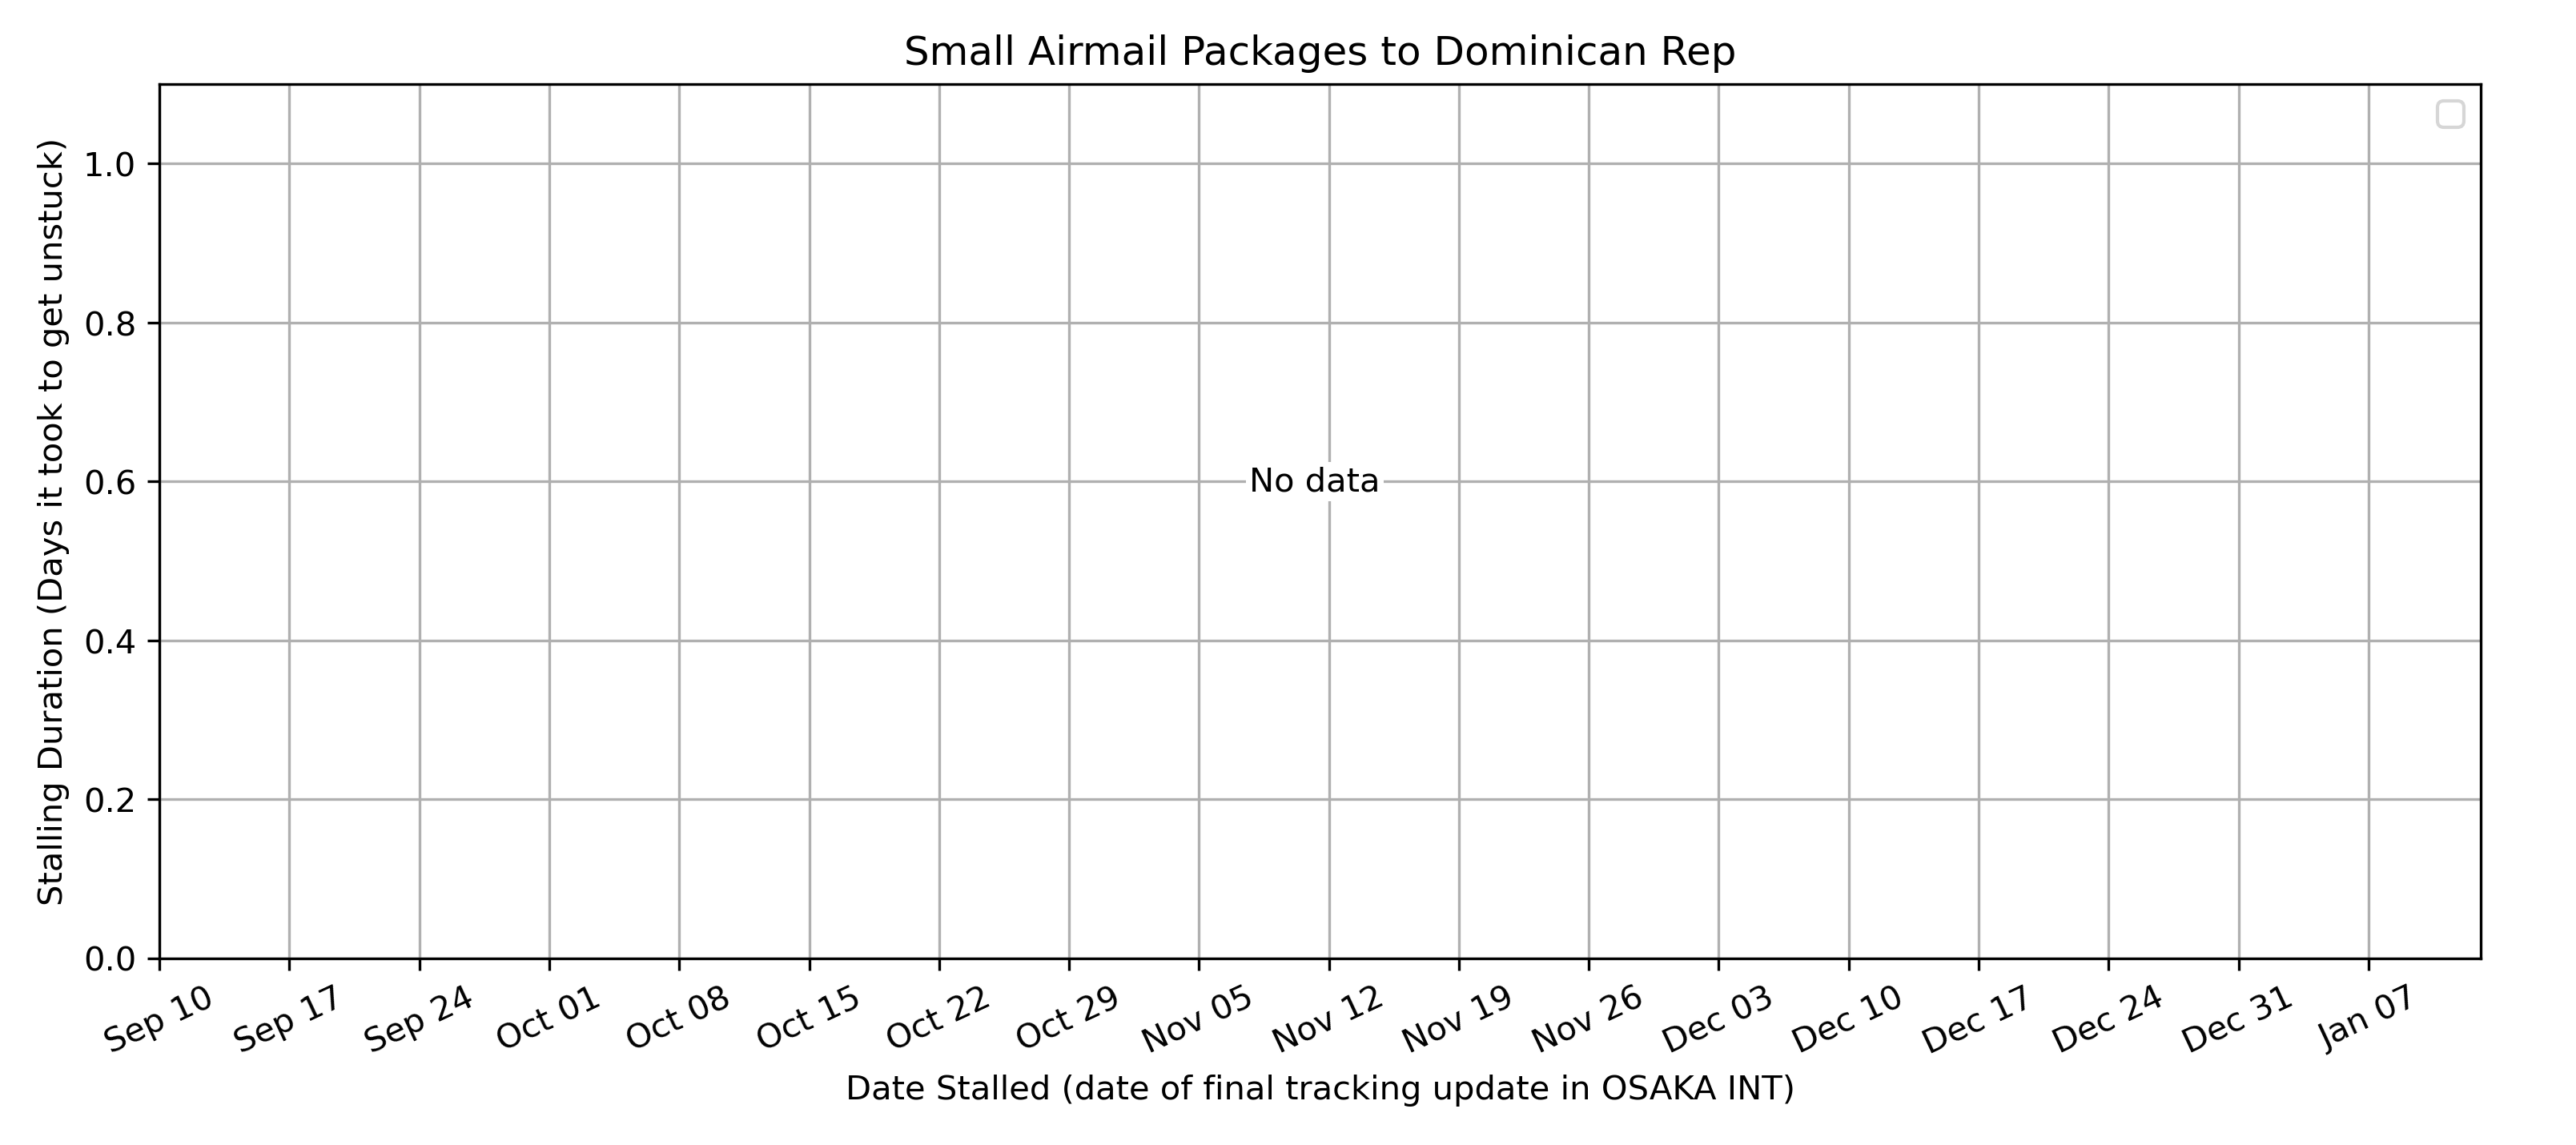 Small Airmail Packages to Dominican Rep
Stalling Duration (Days it took to get unstuck)
1.0
0.8
0.6
0.4
0.2
0.0
No data
Sep 10 Sep 17 Sep 24 Oct 01 Oct 08 Oct 15 Oct 22 Oct 29 Nov 05 Nov 12 Nov 19 Nov 26 Dec 03 Dec 10 Dec 17 Dec 24 Dec 31 Jan 07
Date Stalled (date of final tracking update in OSAKA INT)